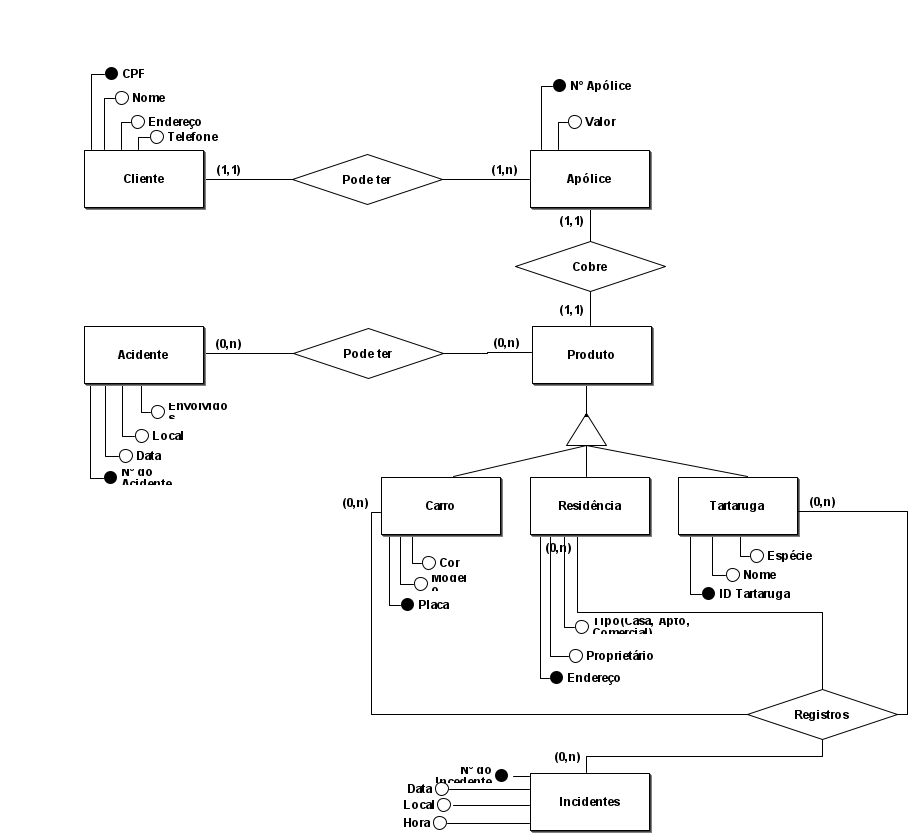 CPF
Nome
Endereço
Telefone
Nº Apólice
Valor
Cliente
(1,1)
Pode ter
(1,n)
Apólice
(1,1)
Cobre
(1,1)
Acidente
(0,n)
Pode ter
(0,n)
Produto
Envolvido
s
Local
Data
Nº do
Acidente
(0,n)
Carro
Residência
Tartaruga
(0,n)
(0,n)
Cor
Model
o
Placa
Espécie
Nome
ID Tartaruga
Tipo(Casa, Apto,
Comercial)
Proprietário
Endereço
Registros
(0,n)
Nº do
Incedente
Data
Local
Hora
Incidentes